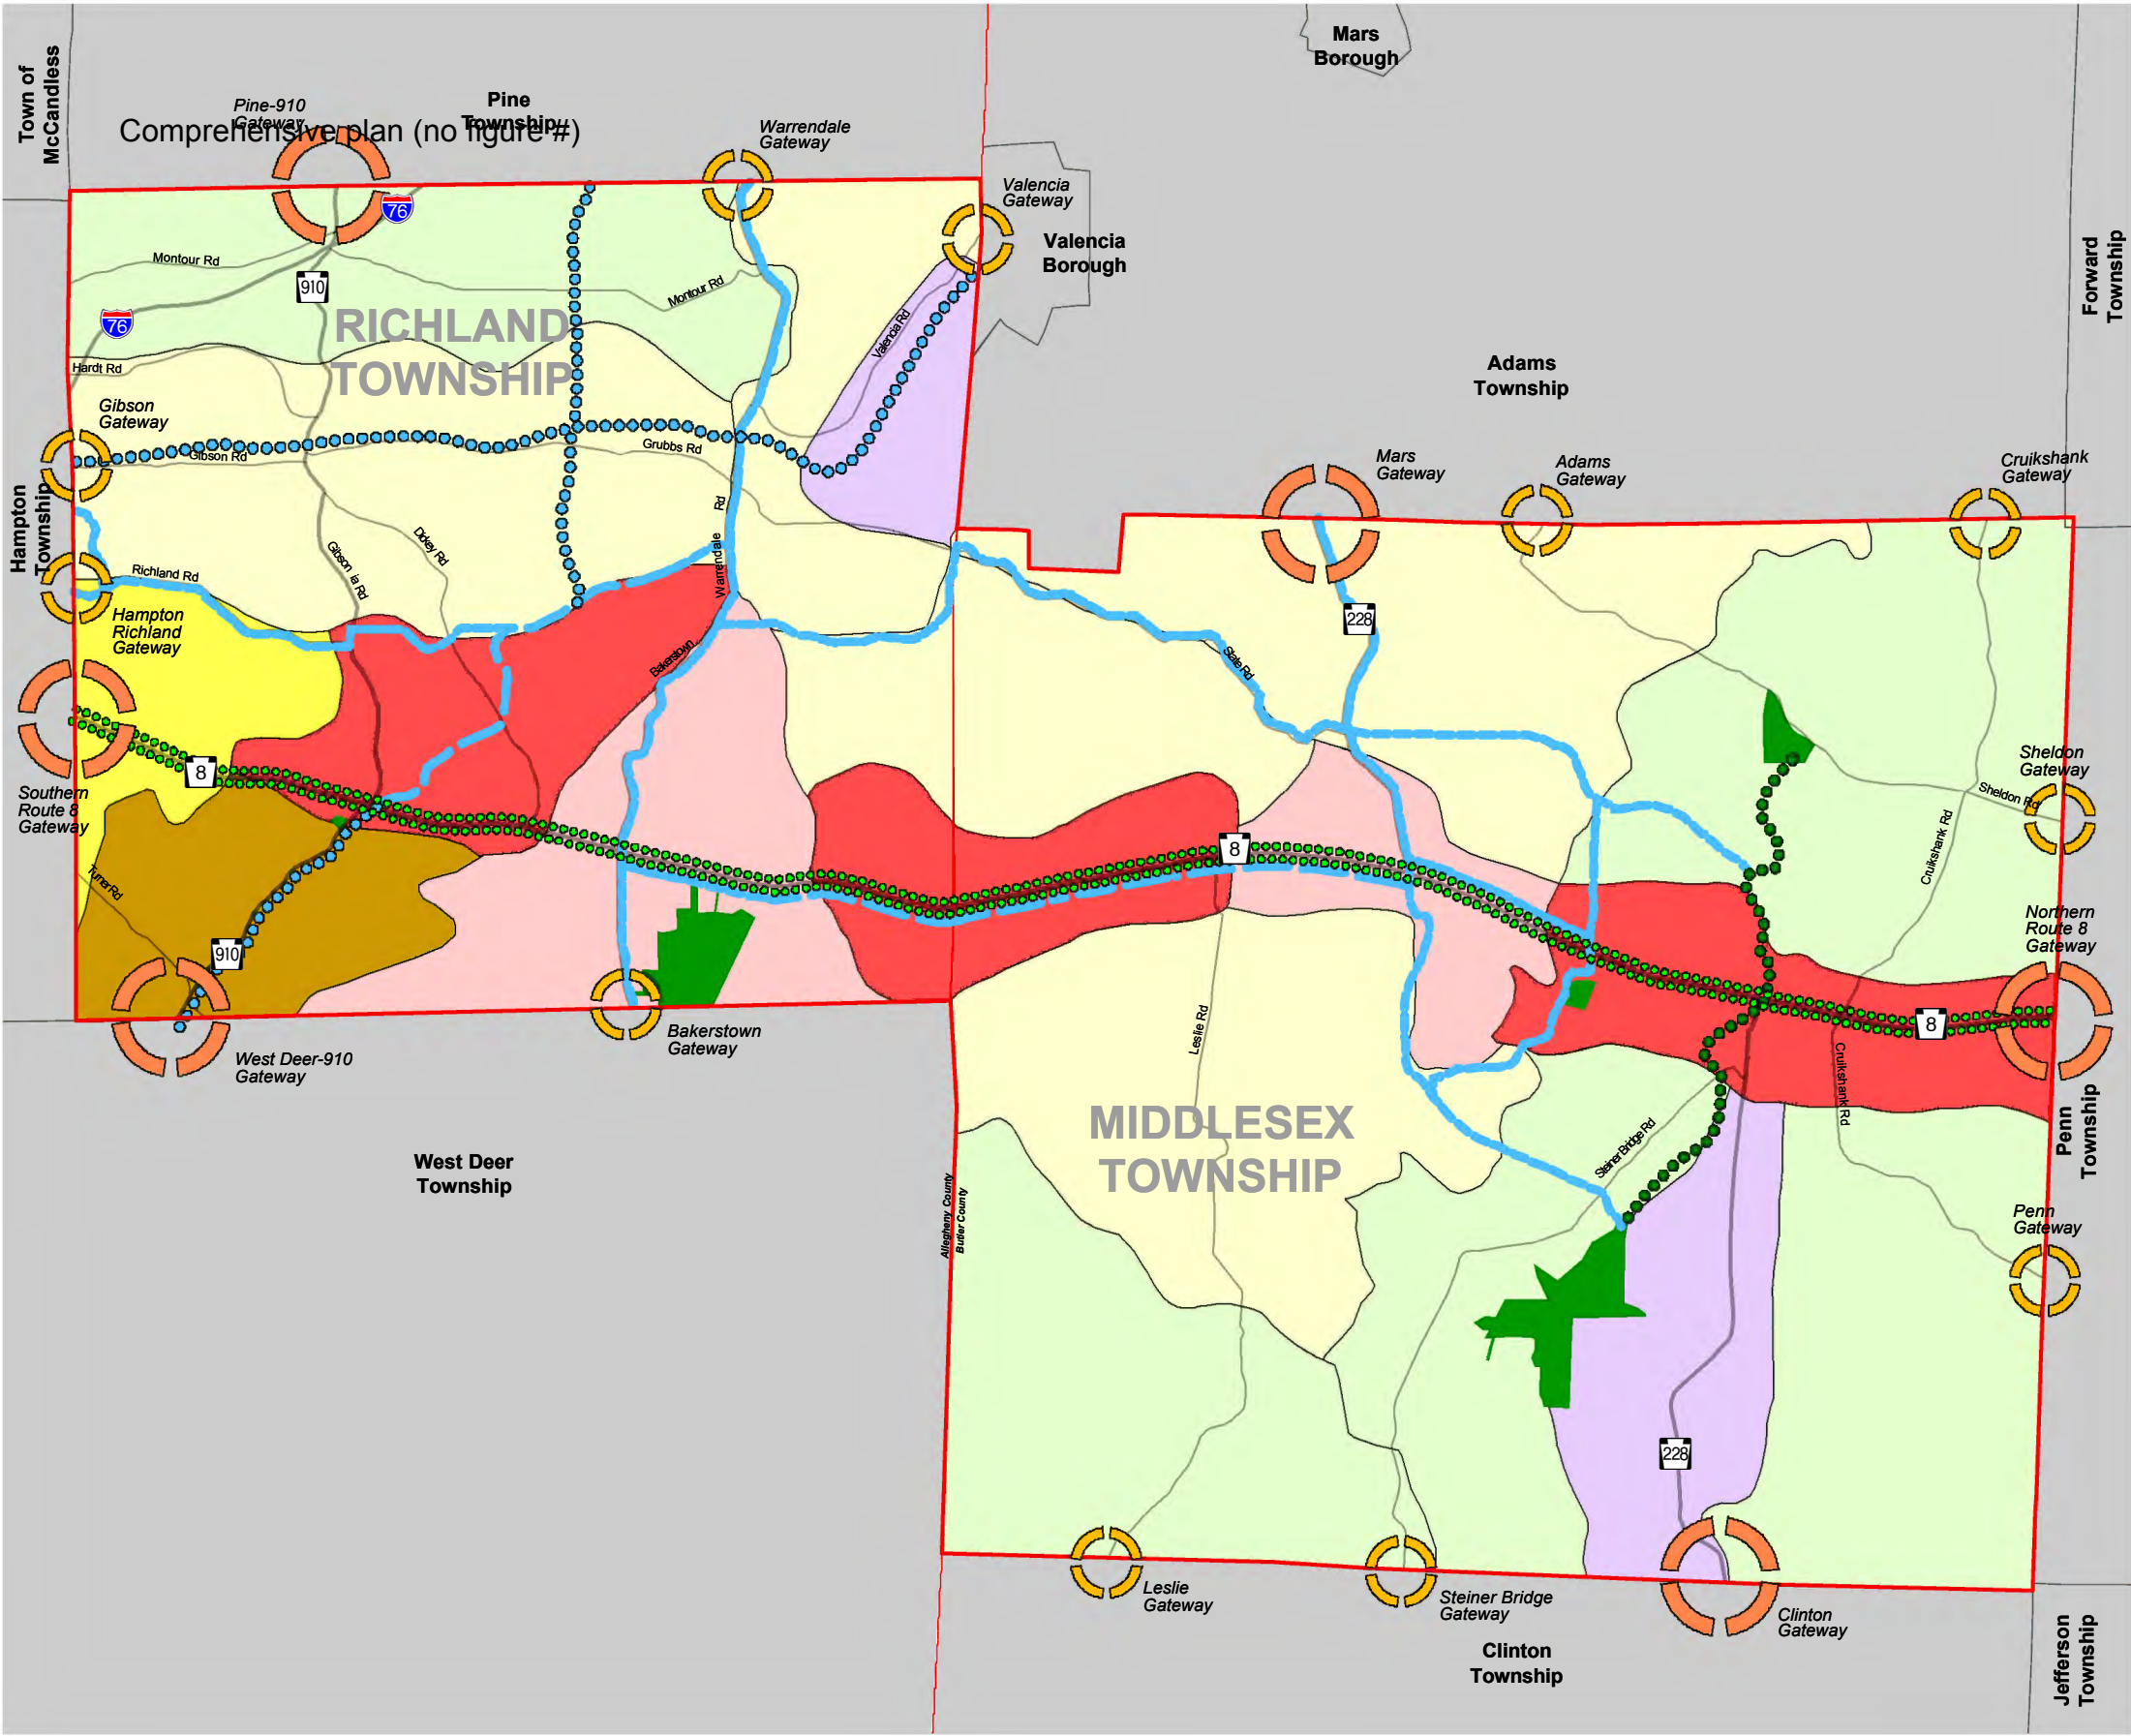 Mars
Borough
Town of
McCandless
Pine-910
Gateway
Pine
Township
Comprehensive plan (no figure #)
Warrendale
Gateway
Valencia
Gateway
Valencia
Borough
76
Montour Rd
910
Montour Rd
76
RICHLAND
TOWNSHIP
Valencia Rd
Hardt Rd
Forward
Township
Adams
Township
Gibson
Gateway
Gibson Rd
Grubbs Rd
Mars
Gateway
Adams
Gateway
Cruikshank
Gateway
Hampton
Township
Dickey Rd
Gibson ia Rd
Warrendale Rd
Richland Rd
Hampton
Richland
Gateway
228
Bakerstown
State Rd
Southern
Route 8
Gateway
8
8
Sheldon
Gateway
Sheldon Rd
Cruikshank Rd
Turner Rd
910
Northern
Route 8
Gateway
8
West Deer-910
Gateway
Bakerstown
Gateway
Leslie Rd
Cruikshank Rd
MIDDLESEX
TOWNSHIP
Steiner Bridge Rd
Penn
Township
West Deer
Township
Allegheny County
Butler County
Penn
Gateway
228
Leslie
Gateway
Steiner Bridge
Gateway
Clinton
Gateway
Clinton
Township
Jefferson
Township